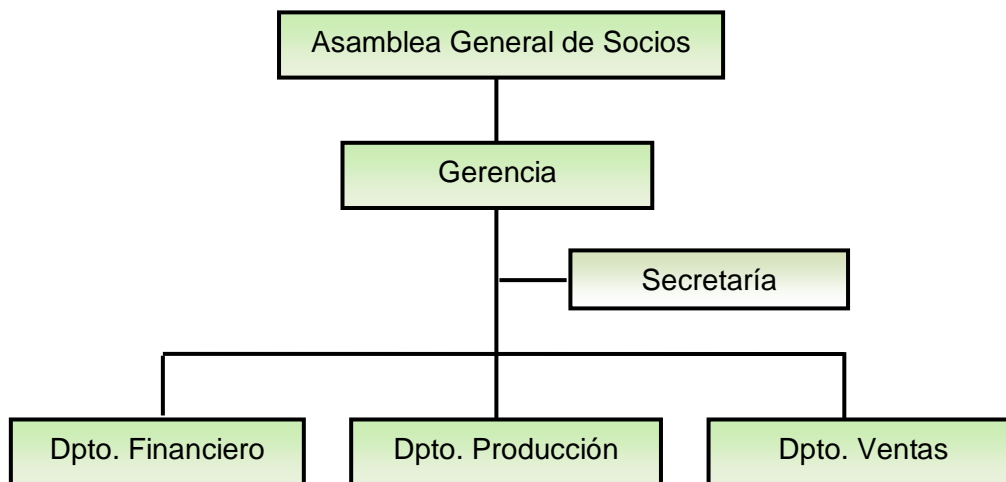 Asamblea General de Socios
Gerencia
Secretaría
Dpto. Financiero
Dpto. Producción
Dpto. Ventas